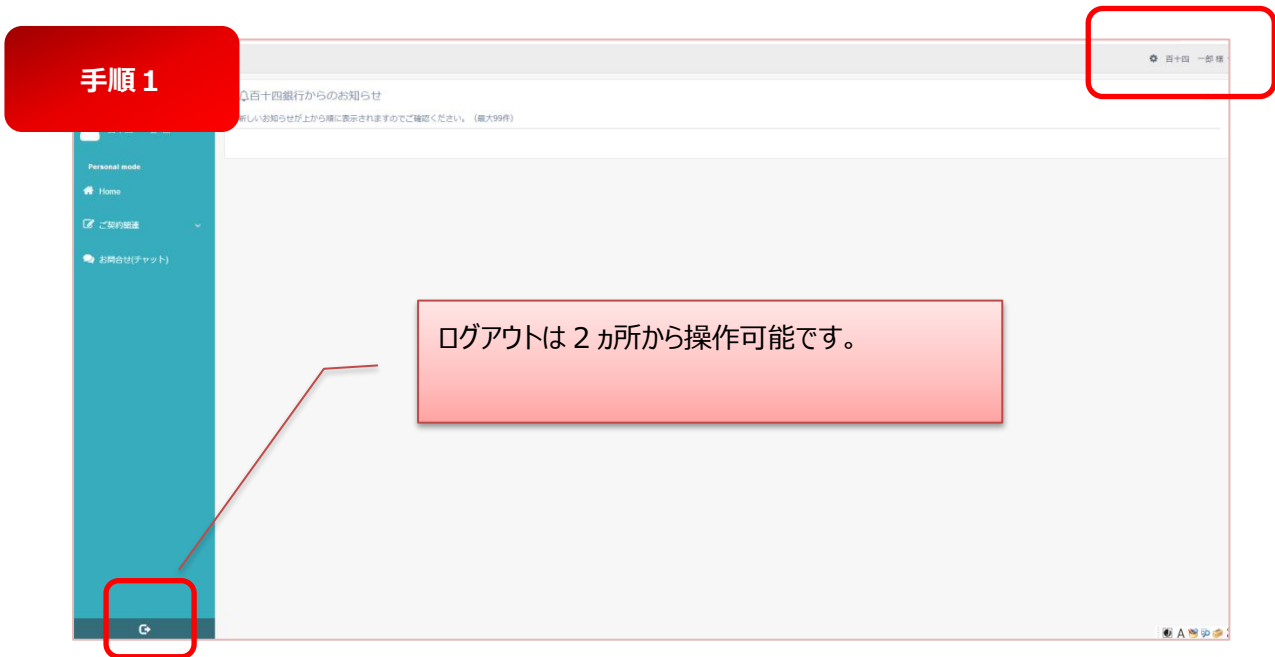 手順１
百十四 一郎 様
百十四銀行からのお知らせ
新しいお知らせが上から順に表示されますのでご確認ください。（最大99件）
Personal mode
Home
ご契約関連
お問合せ(チャット)
ログアウトは２ヵ所から操作可能です。
A